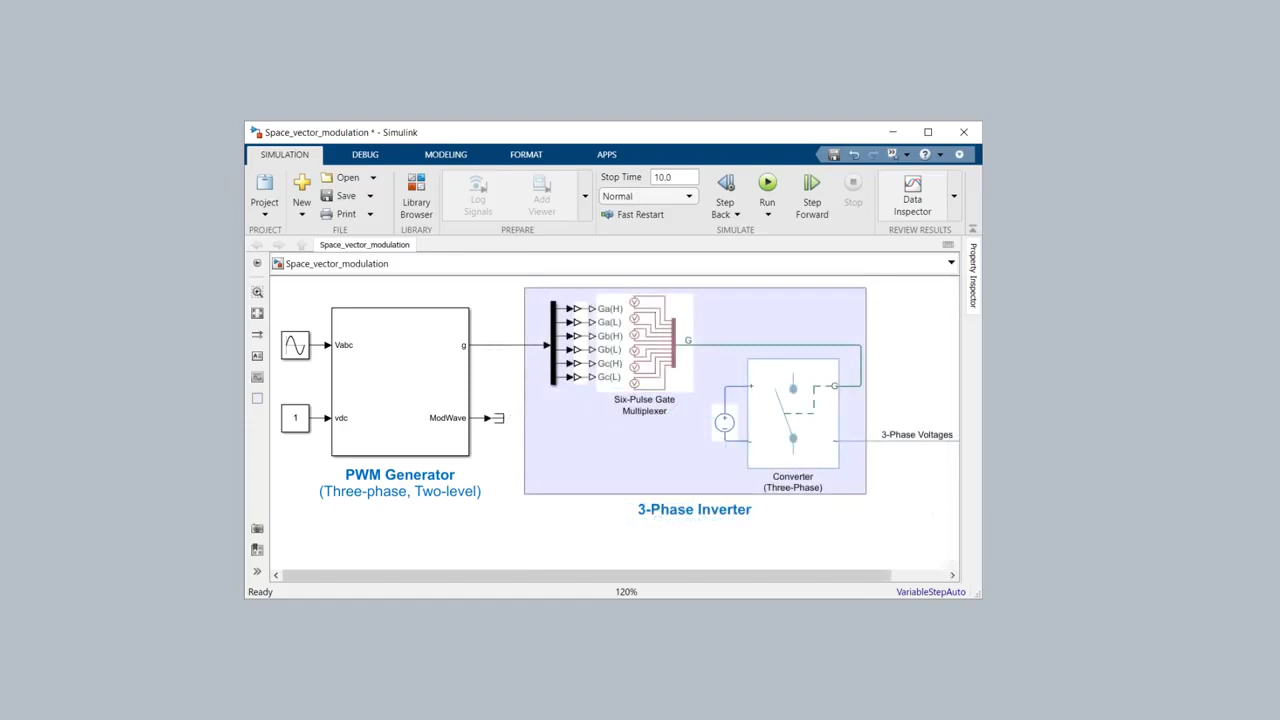 Space_vector_modulation * - Simulink
SIMULATION DEBUG MODELING FORMAT APPS
Project
New
Open
Save
Print
Library
Browser
Log
Signals
Add
Viewer
Stop Time 10.0
Normal
Fast Restart
Step
Back
Run
Step
Forward
Stop
Data
Inspector
PROJECT FILE LIBRARY PREPARE SIMULATE REVIEW RESULTS
Space_vector_modulation
Space_vector_modulation
Property Inspector
Vabc
g
1
vdc
ModWave
PWM Generator
(Three-phase, Two-level)
Ga(H)
Ga(L)
Gb(H)
Gb(L)
Gc(H)
Gc(L)
G
Six-Pulse Gate
Multiplexer
G
3-Phase Voltages
Converter
(Three-Phase)
3-Phase Inverter
Ready 120% VariableStepAuto